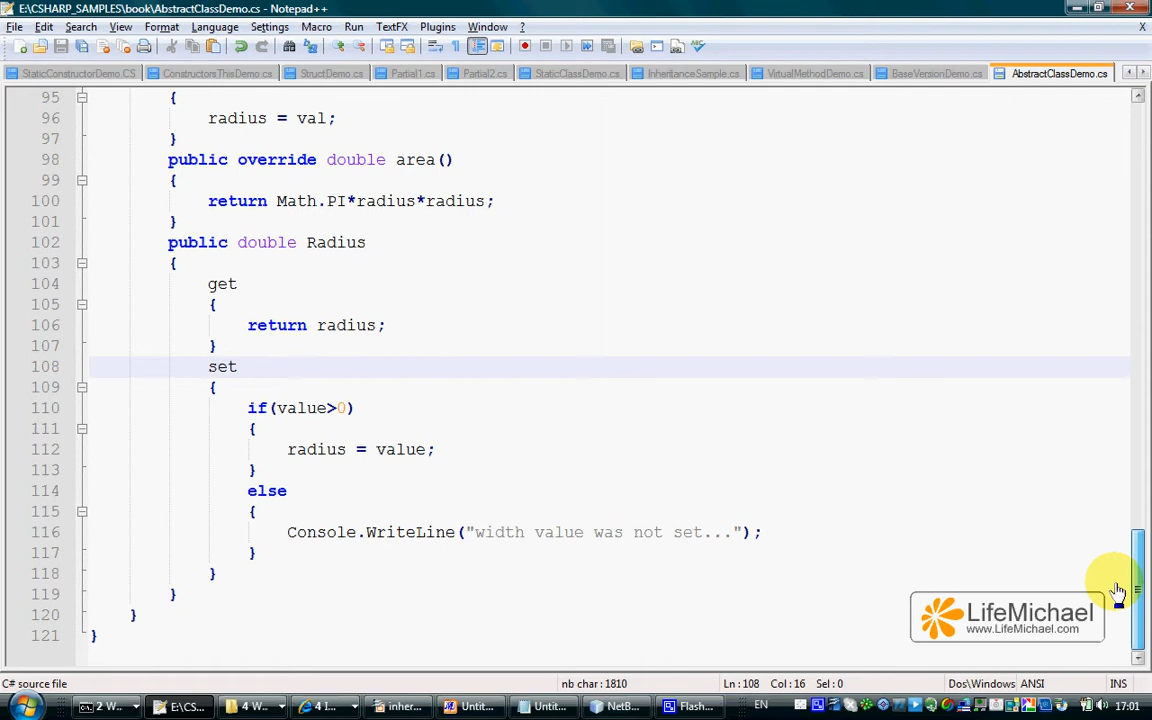 E:\CSHARP_SAMPLES\book\AbstractClassDemo.cs - Notepad++
File Edit Search View Format Language Settings Macro Run TextFX Plugins Window ? X
StaticConstructorDemo.CS ConstructorsThisDemo.cs StructDemo.cs Partial1.cs Partial2.cs StaticClassDemo.cs InheritanceSample.cs VirtualMethodDemo.cs BaseVersionDemo.cs AbstractClassDemo.cs
95 {
96 radius = val;
97 }
98 public override double area()
99 {
100 return Math.PI*radius*radius;
101 }
102 public double Radius
103 {
104 get
105 {
106 return radius;
107 }
108 set
109 {
110 if(value>0)
111 {
112 radius = value;
113 }
114 else
115 {
116 Console.WriteLine("width value was not set...");
117 }
118 }
119 }
120 }
121 }
LifeMichael
www.LifeMichael.com
C# source file nb char : 1810 Ln : 108 Col : 16 Sel : 0 Dos\Windows ANSI INS
2 W... E:\CS... 4 W... 4 I... inher... Untit... Untit... NetB... Flash... EN 17:01